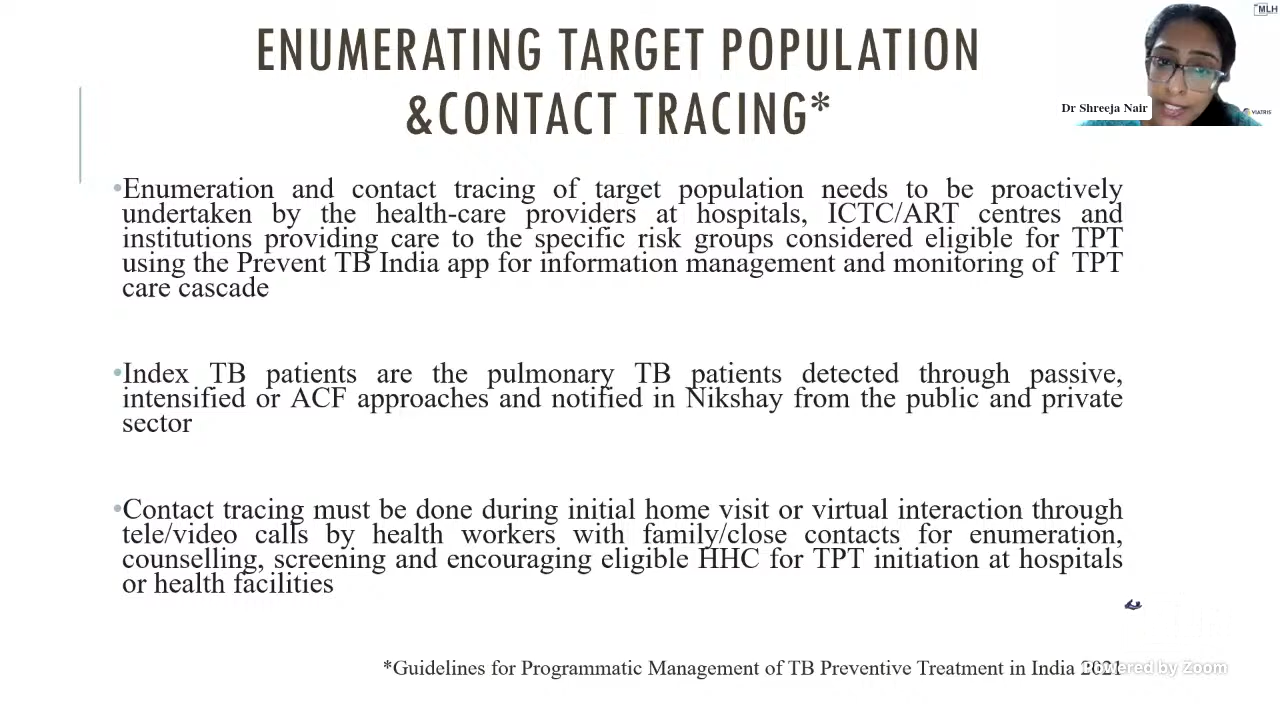 ENUMERATING TARGET POPULATION
&CONTACT TRACING*
MLH
Dr Shreeja Nair
VIATRIS
•Enumeration and contact tracing of target population needs to be proactively
undertaken by the health-care providers at hospitals, ICTC/ART centres and
institutions providing care to the specific risk groups considered eligible for TPT
using the Prevent TB India app for information management and monitoring of TPT
care cascade
•Index TB patients are the pulmonary TB patients detected through passive,
intensified or ACF approaches and notified in Nikshay from the public and private
sector
•Contact tracing must be done during initial home visit or virtual interaction through
tele/video calls by health workers with family/close contacts for enumeration,
counselling, screening and encouraging eligible HHC for TPT initiation at hospitals
or health facilities
*Guidelines for Programmatic Management of TB Preventive Treatment in India 2021
Powered by Zoom